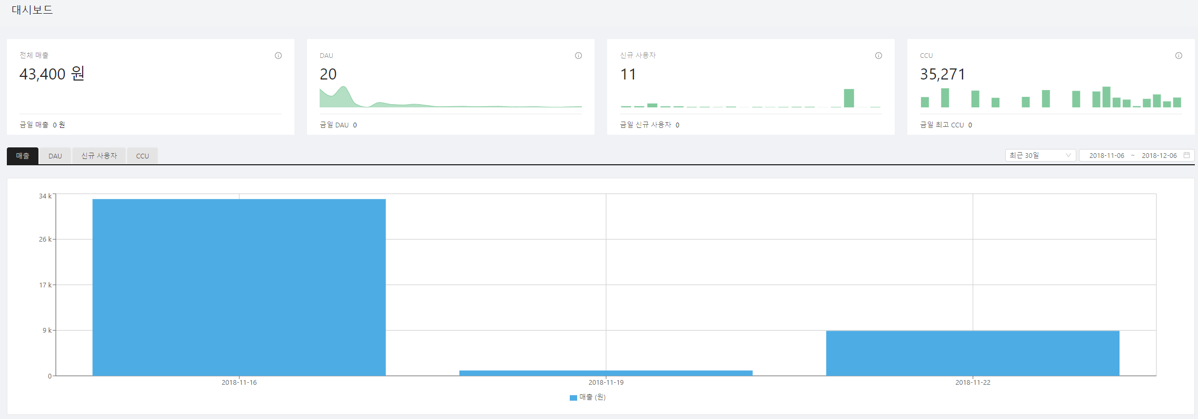 대시보드
전체 매출
43,400 원
금일 매출 0 원
DAU
20
금일 DAU 0
신규 사용자
11
금일 신규 사용자 0
CCU
35,271
금일 최고 CCU 0
매출 DAU 신규 사용자 CCU
최근 30일 2018-11-06 ~ 2018-12-06
34 k
26 k
17 k
9 k
0
2018-11-16 2018-11-19 2018-11-22
매출 (원)